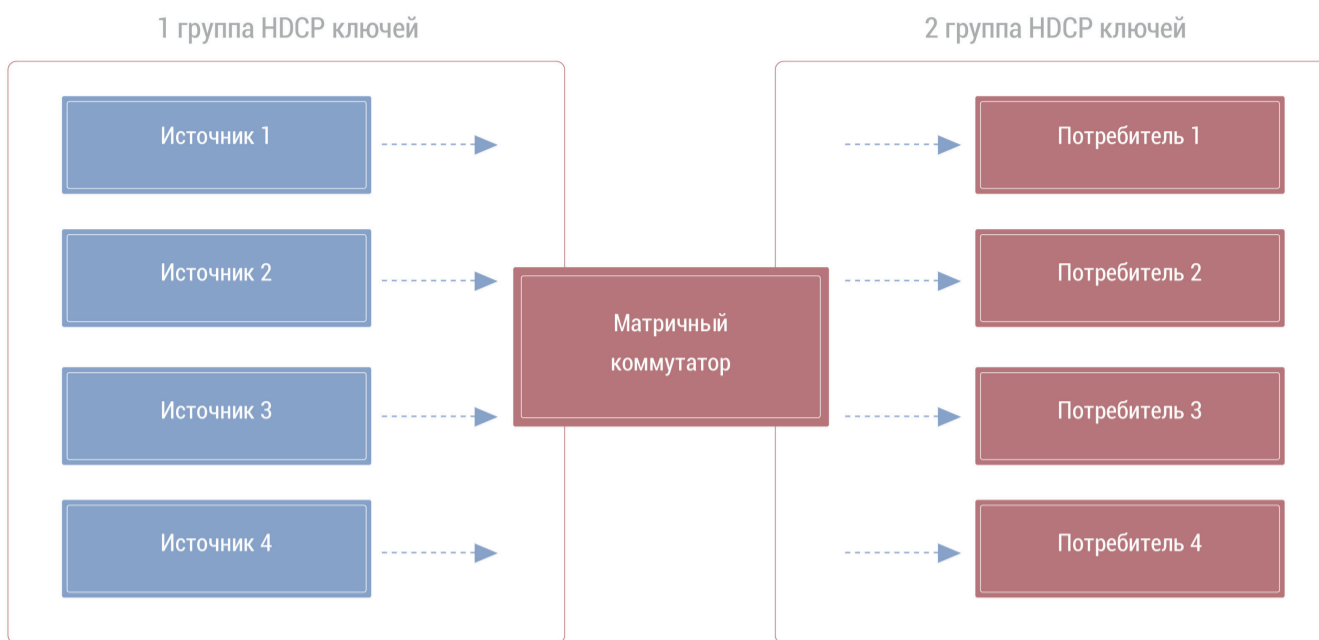 1 группа HDCP ключей
2 группа HDCP ключей
Источник 1
Потребитель 1
Источник 2
Потребитель 2
Матричный
коммутатор
Источник 3
Потребитель 3
Источник 4
Потребитель 4